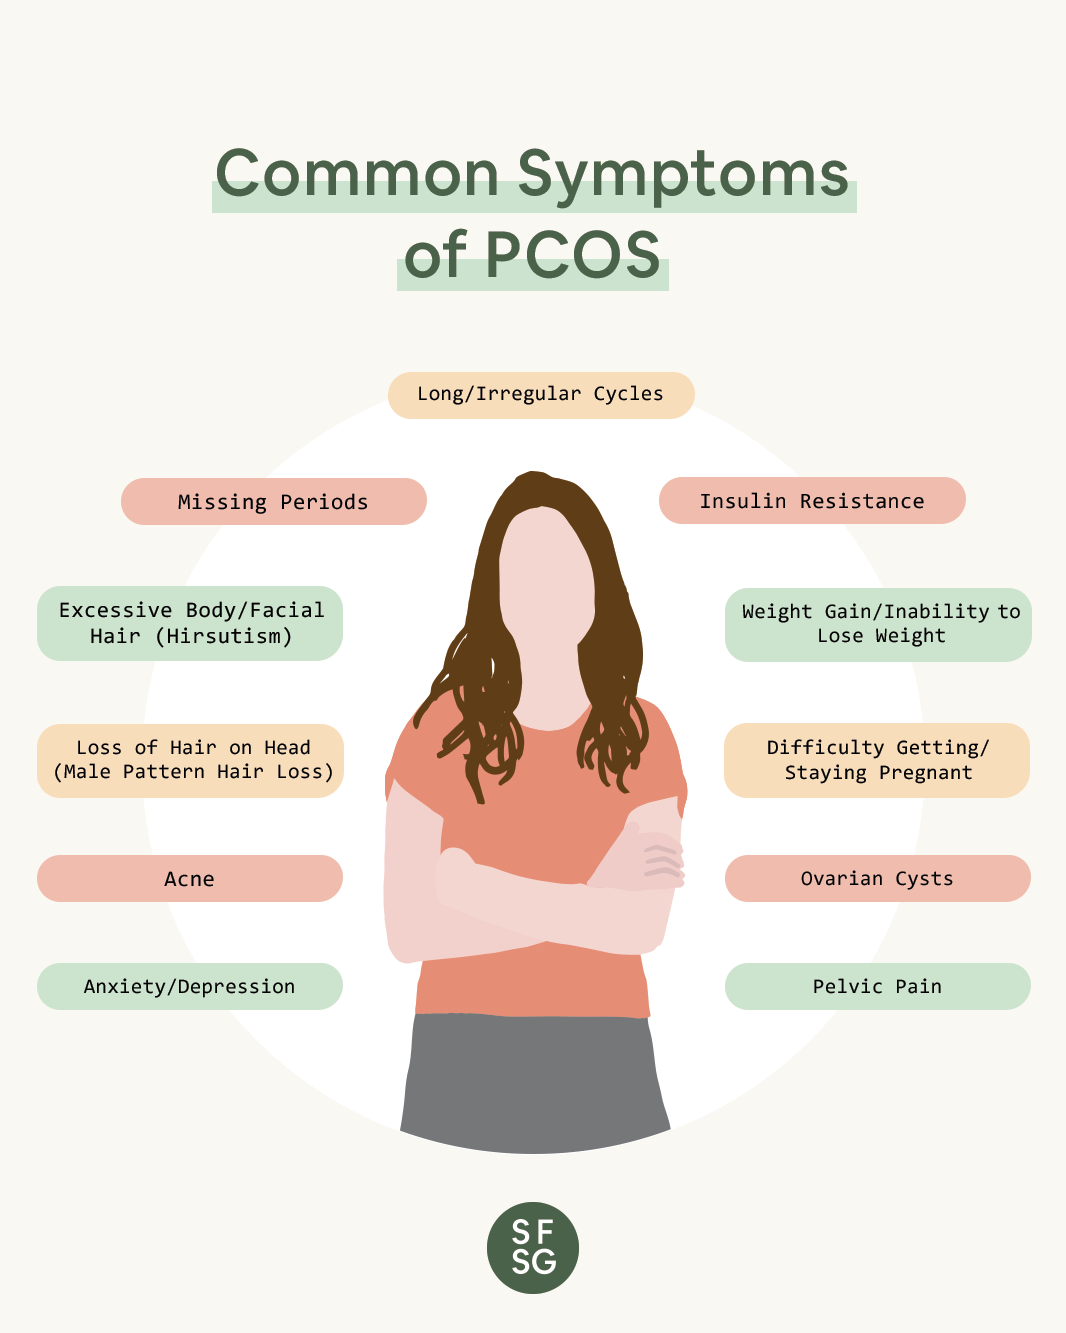 Common Symptoms
of PCOS
Long/Irregular Cycles
Missing Periods
Insulin Resistance
Excessive Body/Facial
Hair (Hirsutism)
Weight Gain/Inability to
Lose Weight
Loss of Hair on Head
(Male Pattern Hair Loss)
Difficulty Getting/
Staying Pregnant
Acne
Ovarian Cysts
Anxiety/Depression
Pelvic Pain
SF
SG